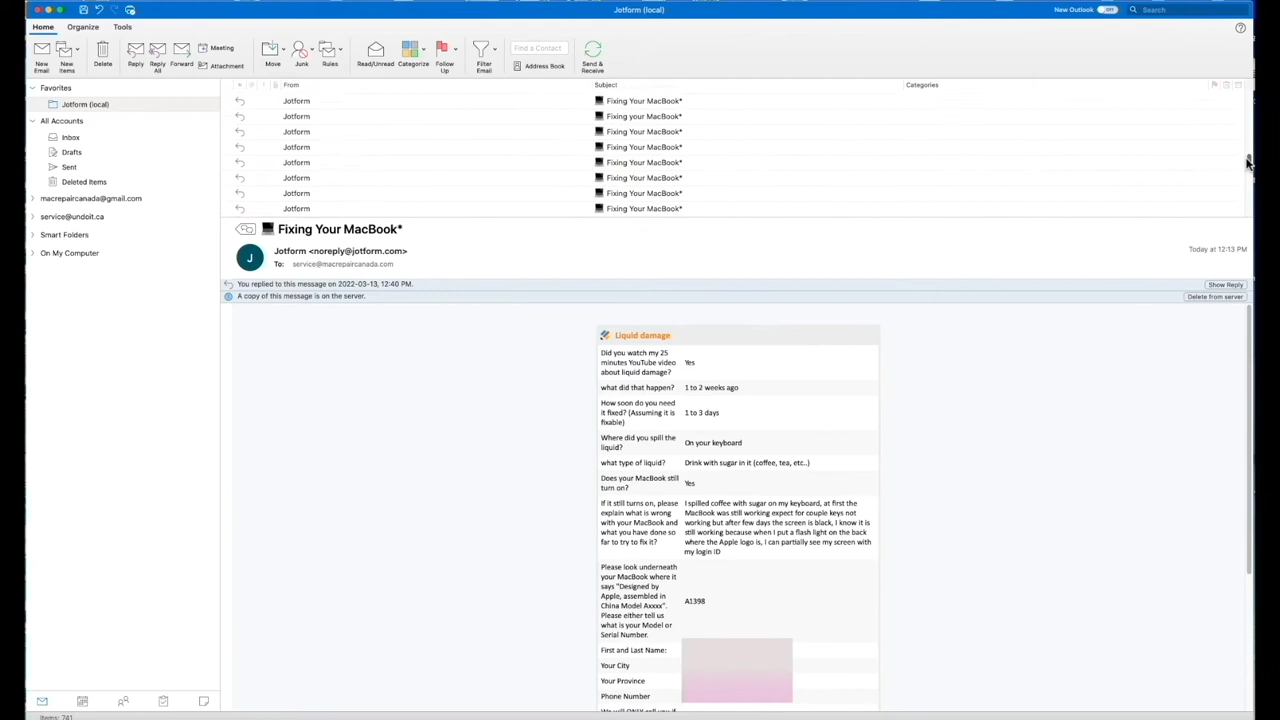 Jotform (local)
New Outlook
Search
Home
Organize
Tools
New Email
New Items
Delete
Reply
Reply All
Forward
Meeting
Attachment
Move
Junk
Rules
Read/Unread
Categorize
Follow Up
Filter Email
Find a Contact
Address Book
Send & Receive
Favorites
Jotform (local)
All Accounts
Inbox
Drafts
Sent
Deleted Items
macrepaircanada@gmail.com
service@undoit.ca
Smart Folders
On My Computer
From Subject Categories
Jotform Fixing Your MacBook*
Jotform Fixing your MacBook*
Jotform Fixing Your MacBook*
Jotform Fixing Your MacBook*
Jotform Fixing Your MacBook*
Jotform Fixing Your MacBook*
Jotform Fixing Your MacBook*
Jotform Fixing Your MacBook*
Fixing Your MacBook*
J
Jotform <noreply@jotform.com>
Today at 12:13 PM
To: service@macrepaircanada.com
You replied to this message on 2022-03-13, 12:40 PM.
Show Reply
A copy of this message is on the server.
Delete from server
Liquid damage
Did you watch my 25
minutes YouTube video
about liquid damage?
Yes
what did that happen? 1 to 2 weeks ago
How soon do you need
it fixed? (Assuming it is
fixable)
1 to 3 days
Where did you spill the
liquid?
On your keyboard
what type of liquid? Drink with sugar in it (coffee, tea, etc..)
Does your MacBook still
turn on?
Yes
If it still turns on, please
explain what is wrong
with your MacBook and
what you have done so
far to try to fix it?
I spilled coffee with sugar on my keyboard, at first the
MacBook was still working expect for couple keys not
working but after few days the screen is black, I know it is
still working because when I put a flash light on the back
where the Apple logo is, I can partially see my screen with
my login ID
Please look underneath
your MacBook where it
says "Designed by
Apple, assembled in
China Model Axxxx".
Please either tell us
what is your Model or
Serial Number.
A1398
First and Last Name:
Your City
Your Province
Phone Number
We will ONLY call you if
Items: 741